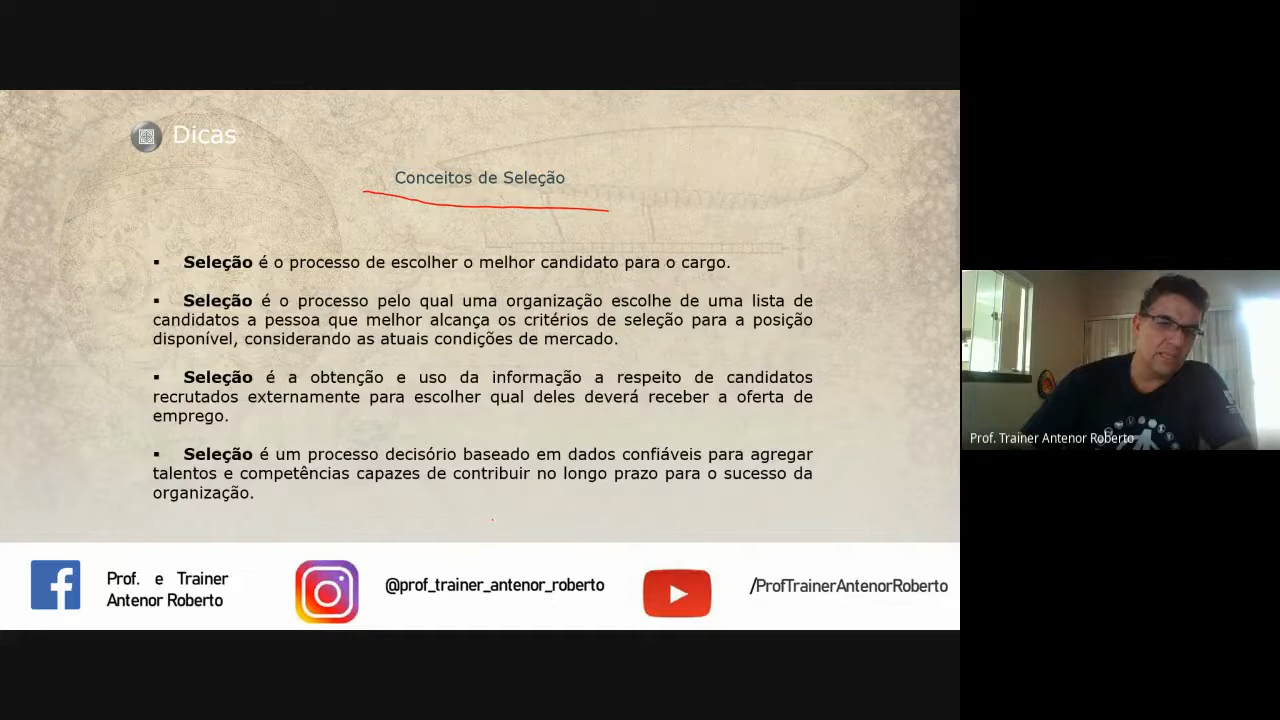 Dicas
Conceitos de Seleção
▪ Seleção é o processo de escolher o melhor candidato para o cargo.
▪ Seleção é o processo pelo qual uma organização escolhe de uma lista de
candidatos a pessoa que melhor alcança os critérios de seleção para a posição
disponível, considerando as atuais condições de mercado.
▪ Seleção é a obtenção e uso da informação a respeito de candidatos
recrutados externamente para escolher qual deles deverá receber a oferta de
emprego.
▪ Seleção é um processo decisório baseado em dados confiáveis para agregar
talentos e competências capazes de contribuir no longo prazo para o sucesso da
organização.
Prof. e Trainer
Antenor Roberto
@prof_trainer_antenor_roberto
/ProfTrainerAntenorRoberto
Prof. Trainer Antenor Roberto